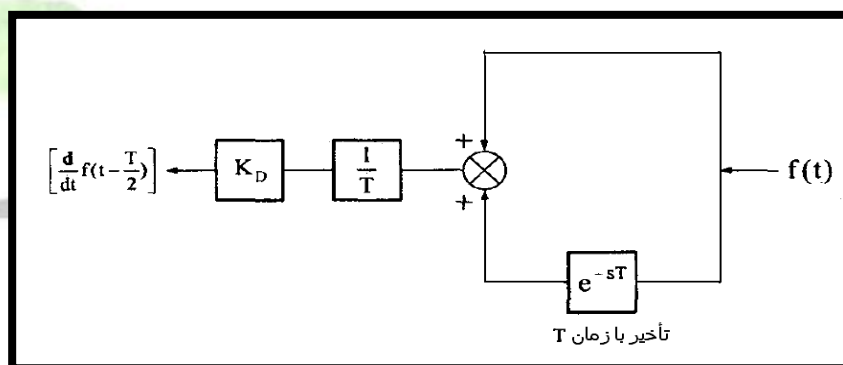 [d/dt f(t-T/2)]
K_D
1/T
+
+
f(t)
e^{-sT}
تأخیر با زمان T